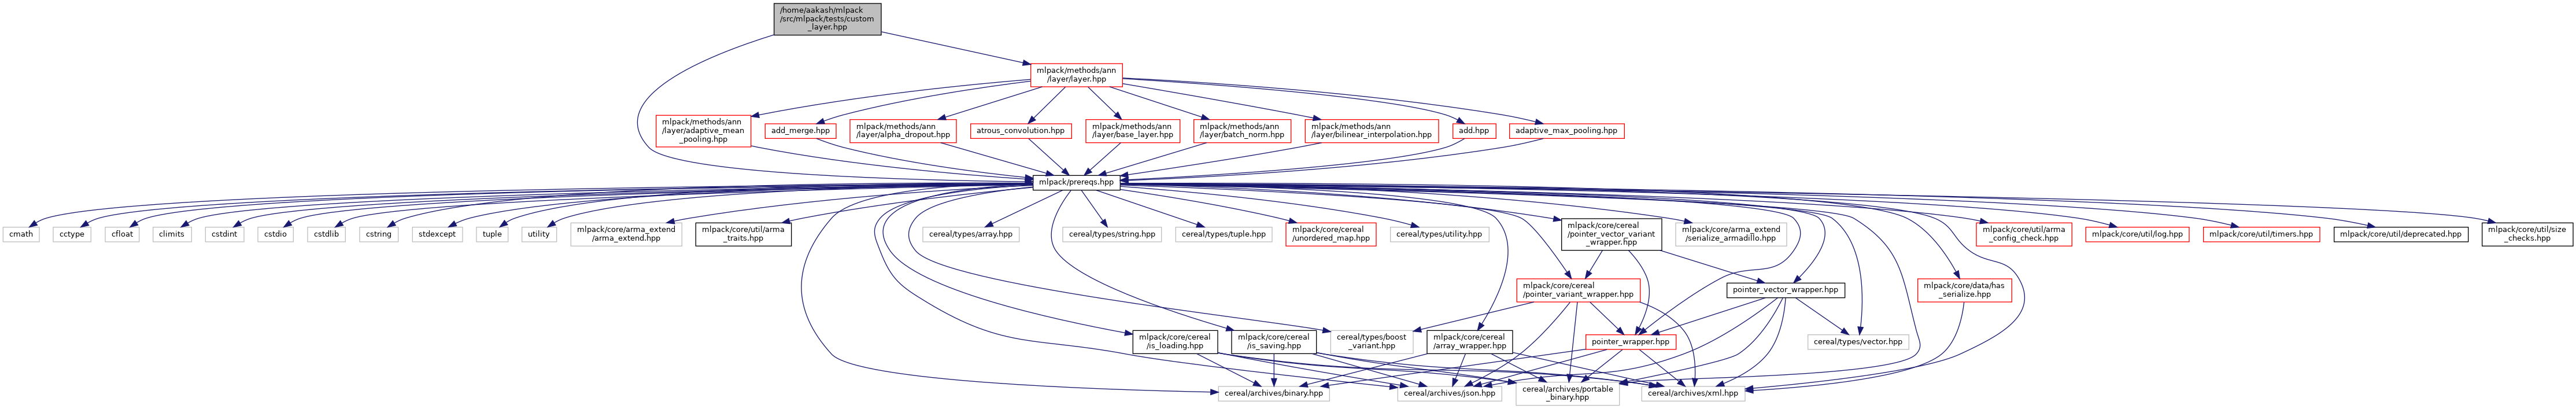 /home/aakash/mlpack
/src/mlpack/tests/custom
_layer.hpp
mlpack/methods/ann
/layer/layer.hpp
mlpack/methods/ann
/layer/adaptive_mean
_pooling.hpp
add_merge.hpp
mlpack/methods/ann
/layer/alpha_dropout.hpp
atrous_convolution.hpp
mlpack/methods/ann
/layer/base_layer.hpp
mlpack/methods/ann
/layer/batch_norm.hpp
mlpack/methods/ann
/layer/bilinear_interpolation.hpp
add.hpp
adaptive_max_pooling.hpp
mlpack/prereqs.hpp
cmath
cctype
cfloat
climits
cstdint
cstdio
cstdlib
cstring
stdexcept
tuple
utility
mlpack/core/arma_extend
/arma_extend.hpp
mlpack/core/util/arma
_traits.hpp
cereal/types/array.hpp
cereal/types/string.hpp
cereal/types/tuple.hpp
mlpack/core/cereal
/unordered_map.hpp
cereal/types/utility.hpp
mlpack/core/cereal
/pointer_vector_variant
_wrapper.hpp
mlpack/core/arma_extend
/serialize_armadillo.hpp
mlpack/core/util/arma
_config_check.hpp
mlpack/core/util/log.hpp
mlpack/core/util/timers.hpp
mlpack/core/util/deprecated.hpp
mlpack/core/util/size
_checks.hpp
mlpack/core/cereal
/pointer_variant_wrapper.hpp
pointer_vector_wrapper.hpp
mlpack/core/data/has
_serialize.hpp
mlpack/core/cereal
/is_loading.hpp
mlpack/core/cereal
/is_saving.hpp
cereal/types/boost
_variant.hpp
mlpack/core/cereal
/array_wrapper.hpp
pointer_wrapper.hpp
cereal/types/vector.hpp
cereal/archives/binary.hpp
cereal/archives/json.hpp
cereal/archives/portable
_binary.hpp
cereal/archives/xml.hpp